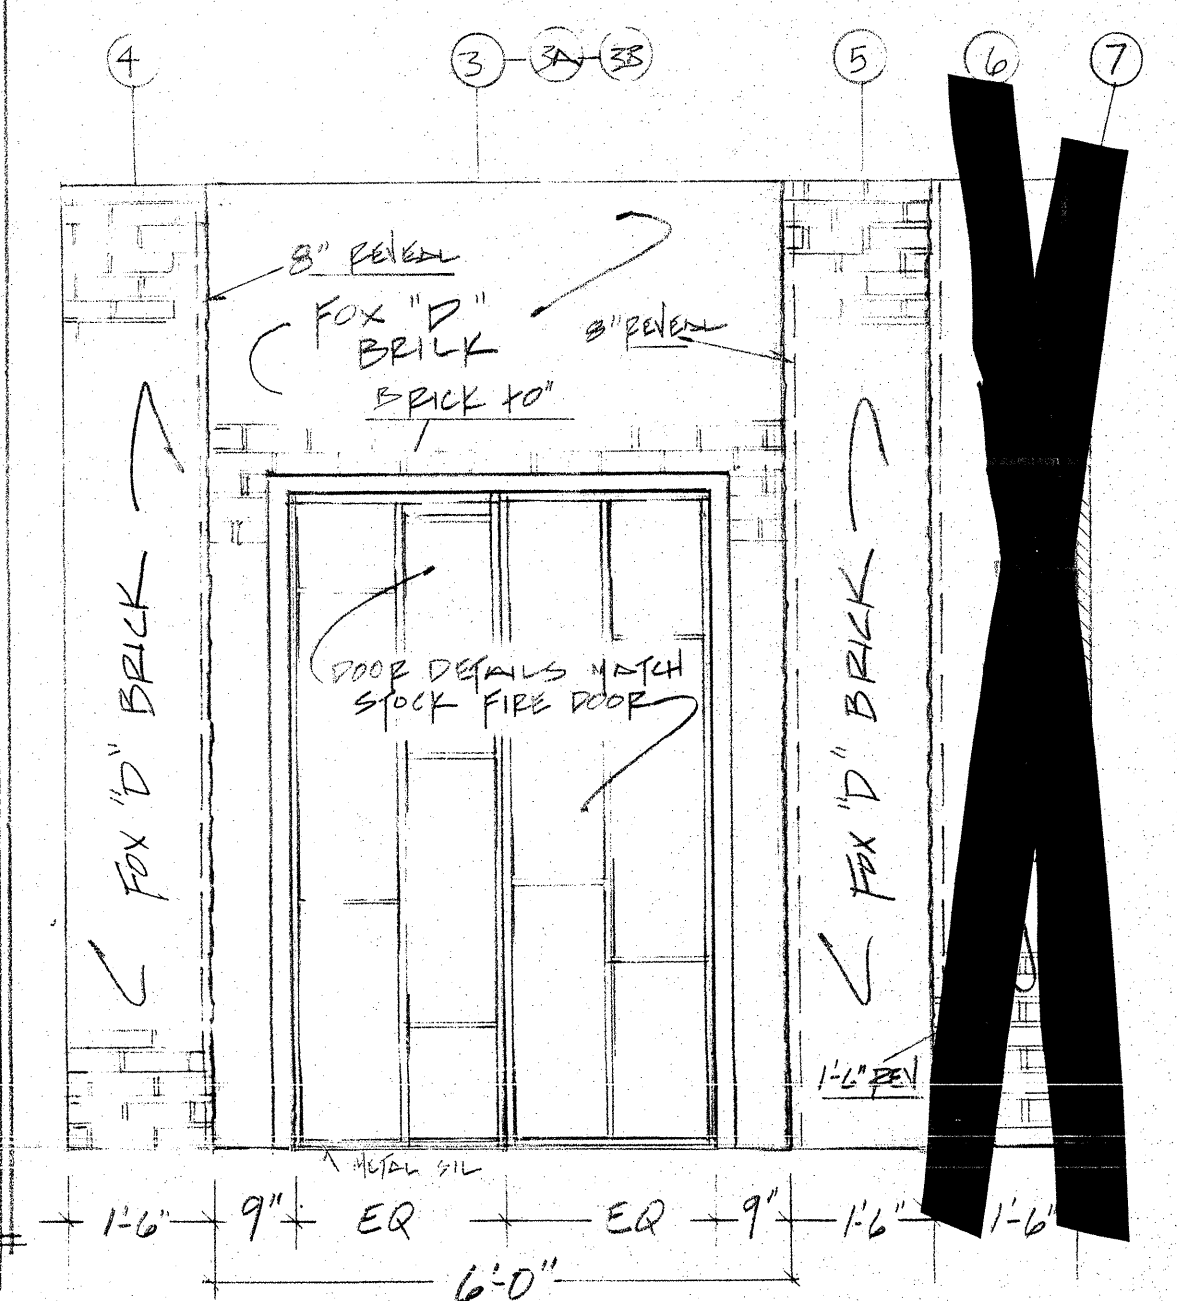 4
3
3A
3B
5
6
7
8" REVEAL
FOX "D"
BRICK
8" REVEAL
BRICK TO"
FOX "D" BRICK
DOOR DETAILS MATCH
STOCK FIRE DOOR
FOX "D" BRICK
1'-6" REV
METAL SIL
1'-6"
9"
EQ
EQ
9"
1'-6"
1'-6"
6'-0"